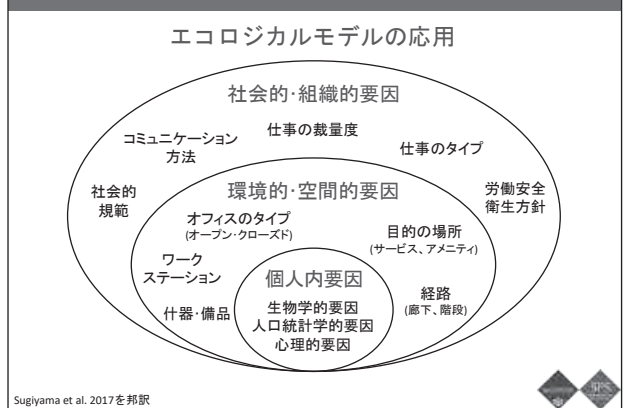 エコロジカルモデルの応用
社会的・組織的要因
コミュニケーション
方法
仕事の裁量度
仕事のタイプ
社会的
規範
労働安全
衛生方針
環境的・空間的要因
オフィスのタイプ
(オープン・クローズド)
目的の場所
(サービス、アメニティ)
ワーク
ステーション
什器・備品
経路
(廊下、階段)
個人内要因
生物学的要因
人口統計学的要因
心理的要因
Sugiyama et al. 2017を邦訳